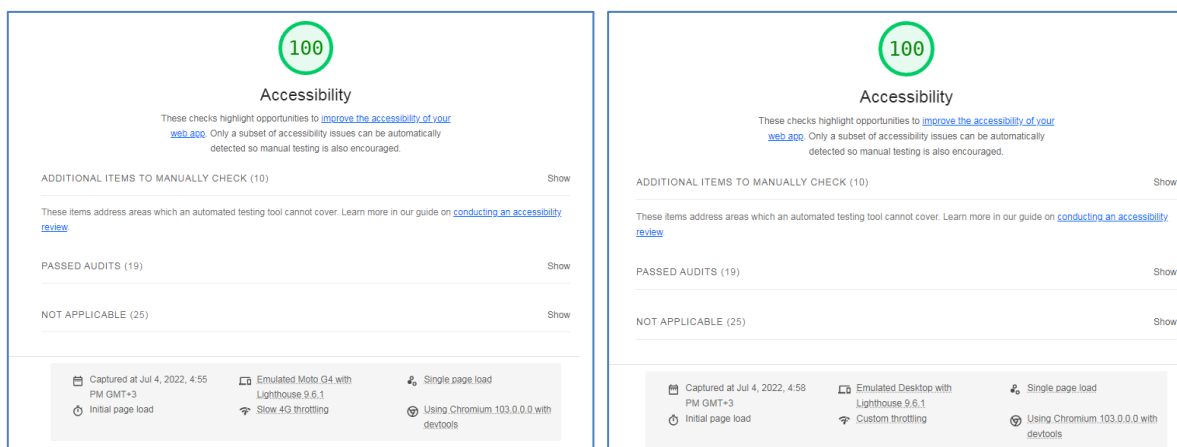 100
Accessibility
These checks highlight opportunities to improve the accessibility of your
web app. Only a subset of accessibility issues can be automatically
detected so manual testing is also encouraged.
ADDITIONAL ITEMS TO MANUALLY CHECK (10) Show
These items address areas which an automated testing tool cannot cover. Learn more in our guide on conducting an accessibility
review.
PASSED AUDITS (19) Show
NOT APPLICABLE (25) Show
Captured at Jul 4, 2022, 4:55
PM GMT+3
Initial page load
Emulated Moto G4 with
Lighthouse 9.6.1
Slow 4G throttling
Single page load
Using Chromium 103.0.0.0 with
devtools
100
Accessibility
These checks highlight opportunities to improve the accessibility of your
web app. Only a subset of accessibility issues can be automatically
detected so manual testing is also encouraged.
ADDITIONAL ITEMS TO MANUALLY CHECK (10) Show
These items address areas which an automated testing tool cannot cover. Learn more in our guide on conducting an accessibility
review.
PASSED AUDITS (19) Show
NOT APPLICABLE (25) Show
Captured at Jul 4, 2022, 4:58
PM GMT+3
Initial page load
Emulated Desktop with
Lighthouse 9.6.1
Custom throttling
Single page load
Using Chromium 103.0.0.0 with
devtools